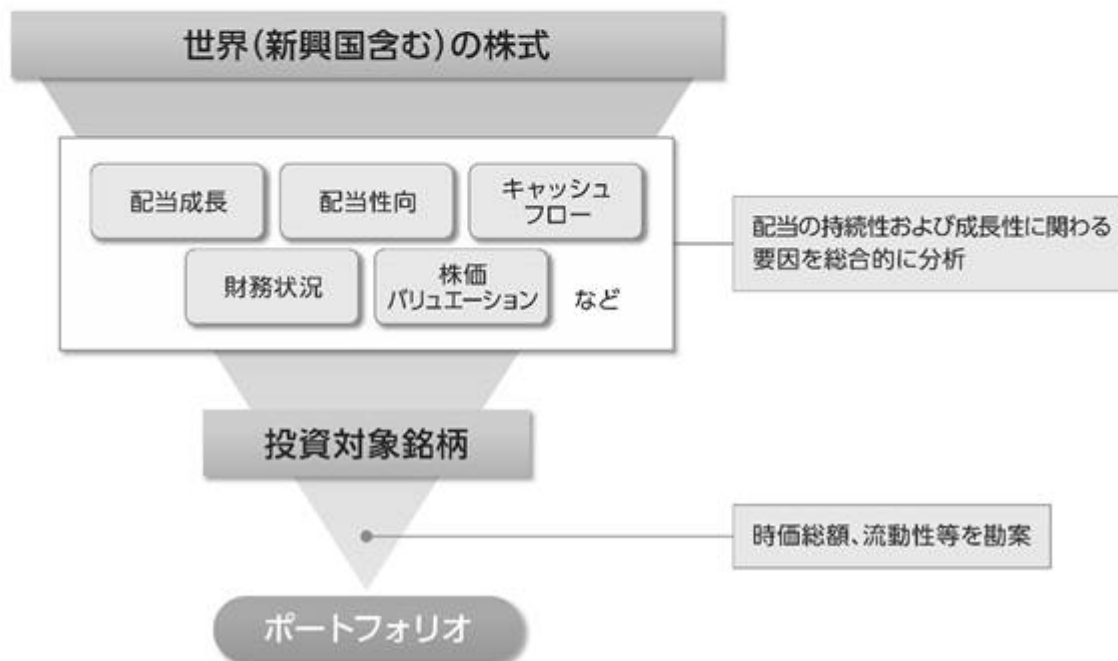 世界(新興国含む)の株式
配当成長
配当性向
キャッシュ
フロー
財務状況
株価
バリュエーション
など
配当の持続性および成長性に関わる
要因を総合的に分析
投資対象銘柄
時価総額、流動性等を勘案
ポートフォリオ